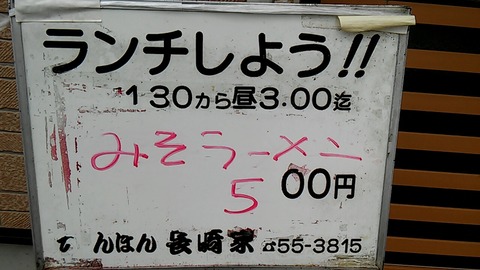 ランチしよう!!
130から昼3.00迄
みそラーメン
500円
んぽん 長崎家 ☎55-3815